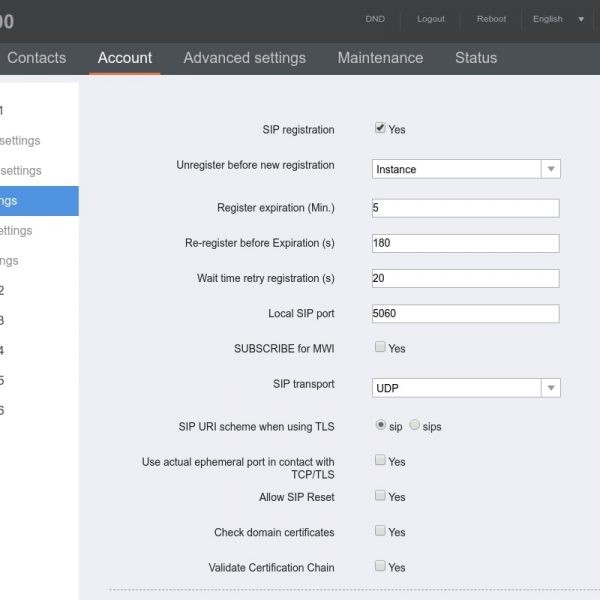 00 DND Logout Reboot English
Contacts Account Advanced settings Maintenance Status
1
SIP registration Yes
settings
Unregister before new registration Instance
settings
ngs
Register expiration (Min.) 5
ettings
Re-register before Expiration (s) 180
ngs
Wait time retry registration (s) 20
2
Local SIP port 5060
3
SUBSCRIBE for MWI Yes
4
SIP transport UDP
5
6
SIP URI scheme when using TLS sip sips
Use actual ephemeral port in contact with
TCP/TLS
Yes
Allow SIP Reset Yes
Check domain certificates Yes
Validate Certification Chain Yes